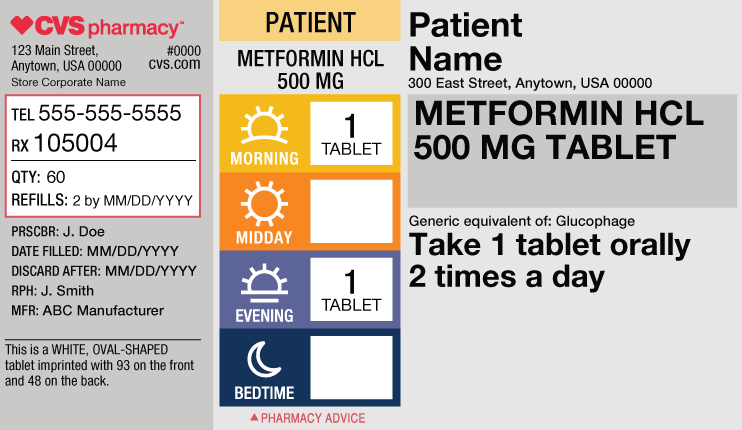 CVS pharmacy™
123 Main Street, #0000
Anytown, USA 00000 cvs.com
Store Corporate Name
TEL 555-555-5555
RX 105004
QTY: 60
REFILLS: 2 by MM/DD/YYYY
PRSCBR: J. Doe
DATE FILLED: MM/DD/YYYY
DISCARD AFTER: MM/DD/YYYY
RPH: J. Smith
MFR: ABC Manufacturer
This is a WHITE, OVAL-SHAPED
tablet imprinted with 93 on the front
and 48 on the back.
PATIENT
METFORMIN HCL
500 MG
MORNING
1
TABLET
MIDDAY
EVENING
1
TABLET
BEDTIME
PHARMACY ADVICE
Patient
Name
300 East Street, Anytown, USA 00000
METFORMIN HCL
500 MG TABLET
Generic equivalent of: Glucophage
Take 1 tablet orally
2 times a day